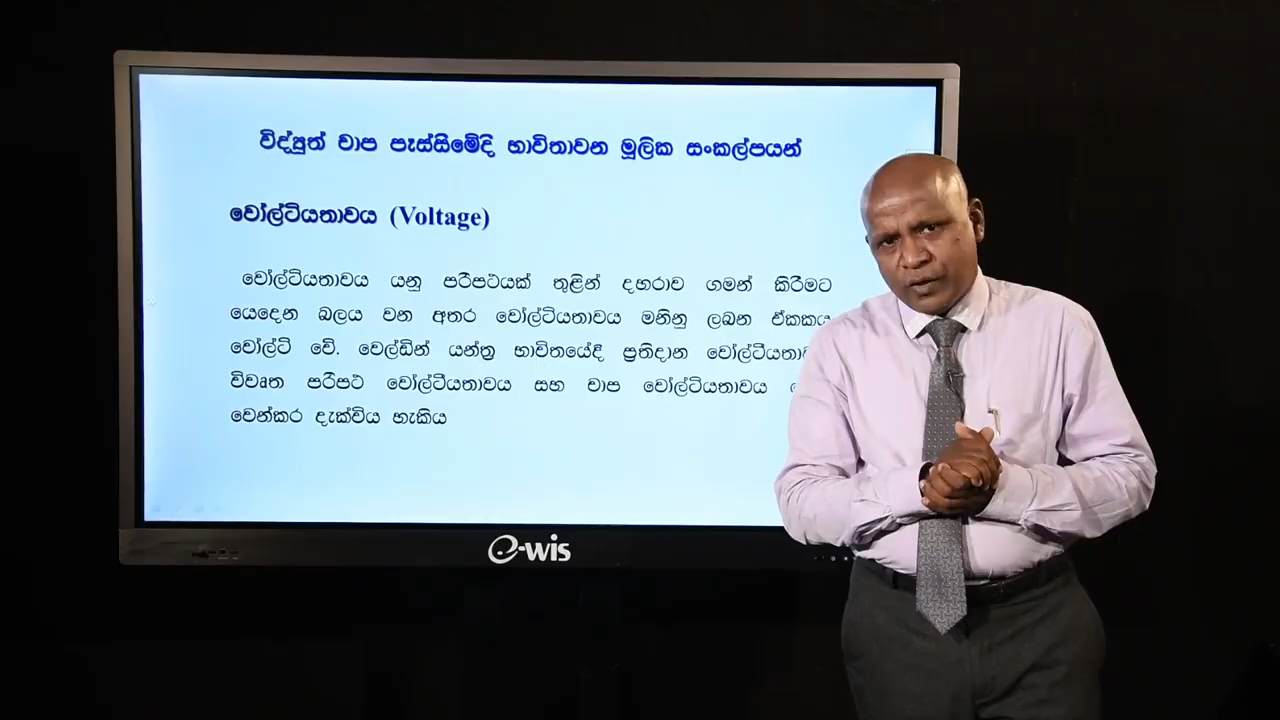 විද්‍යුත් චාප පෑස්සීමේදි භාවිතාවන මූලික සංකල්පයන්
වෝල්ටියතාවය (Voltage)
වෝල්ටියතාවය යනු පරිපථයක් තුළින් දහරාව ගමන් කිරීමට
යෙදෙන බලය වන අතර වෝල්ටියතාවය මනිනු ලබන ඒකකය
වෝල්ටි වේ. වෙල්ඩින් යන්ත්‍ර භාවිතයේදි ප්‍රතිදාන
විවෘත පරිපථ වෝල්ටීයතාවය සහ චාප වෝල්ටියතාවය
වෙන්කර දැක්විය හැකිය
e-wis